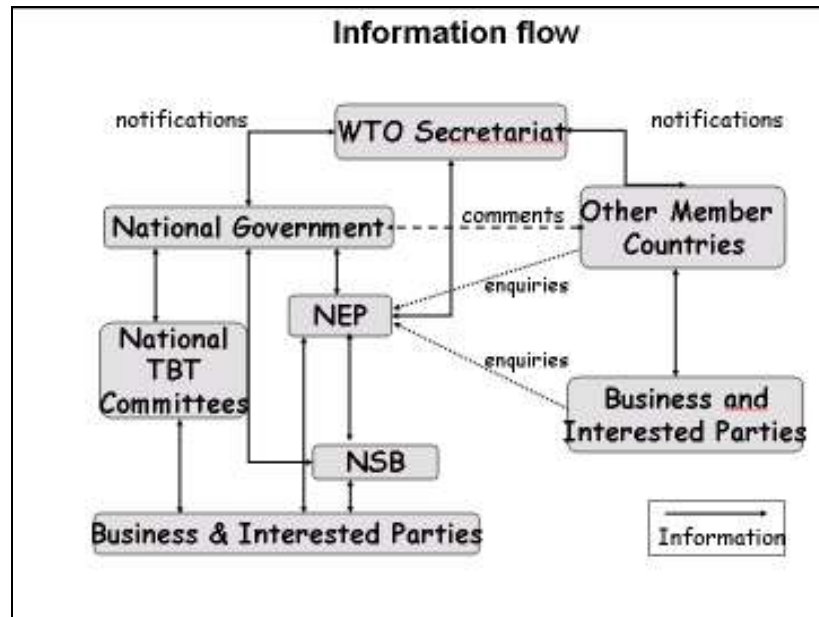 Information flow
notifications
WTO Secretariat
notifications
National Government
comments
Other Member
Countries
enquiries
NEP
National
TBT
Committees
enquiries
Business and
Interested Parties
NSB
Business & Interested Parties
Information